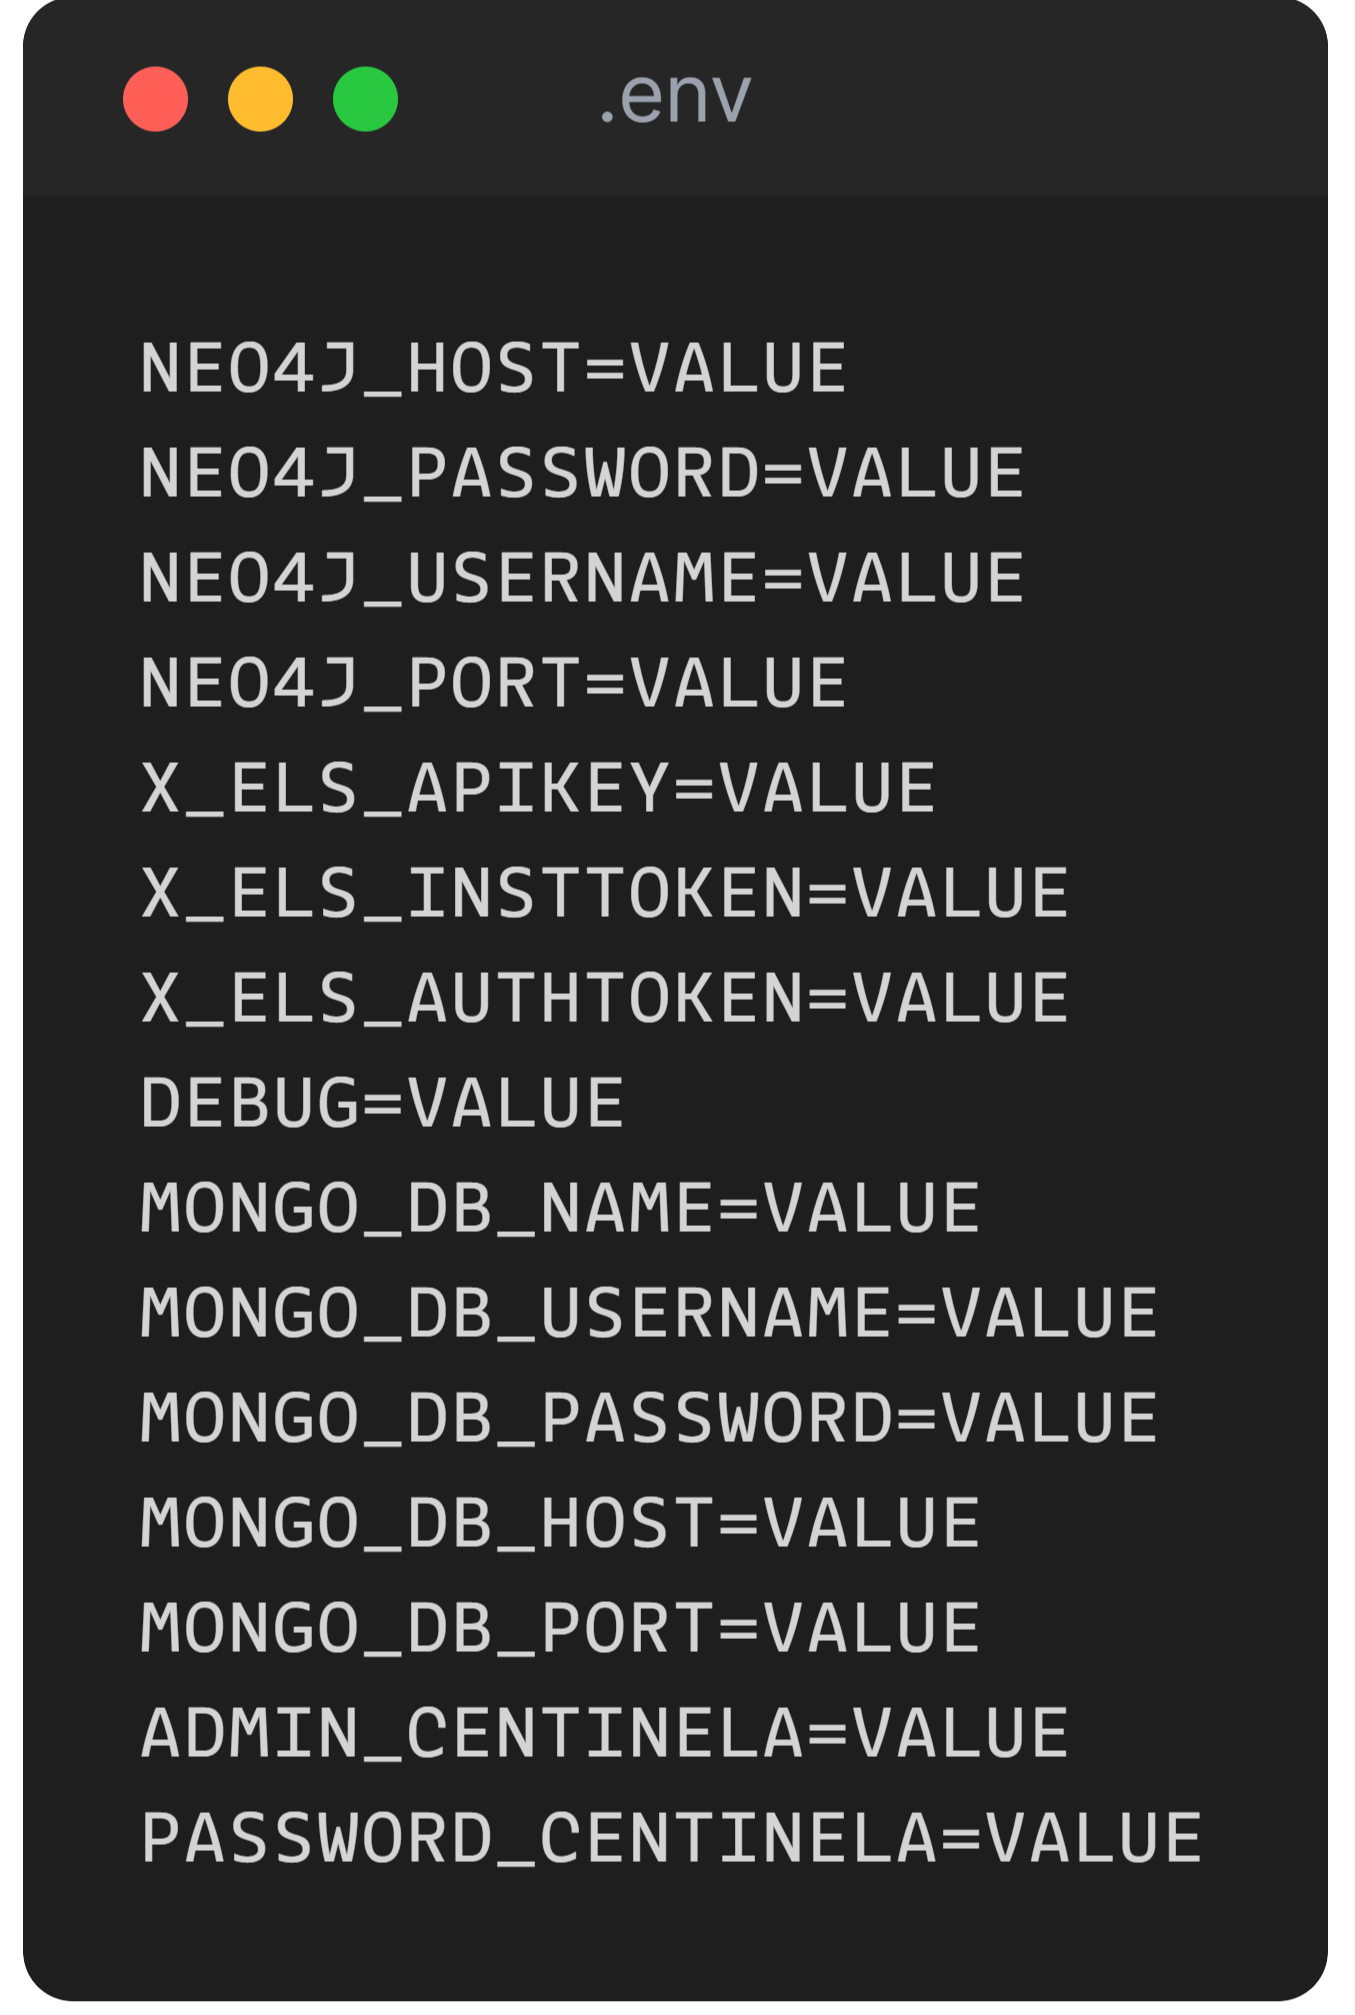 .env
NEO4J_HOST=VALUE
NEO4J_PASSWORD=VALUE
NEO4J_USERNAME=VALUE
NEO4J_PORT=VALUE
X_ELS_APIKEY=VALUE
X_ELS_INSTTOKEN=VALUE
X_ELS_AUTHTOKEN=VALUE
DEBUG=VALUE
MONGO_DB_NAME=VALUE
MONGO_DB_USERNAME=VALUE
MONGO_DB_PASSWORD=VALUE
MONGO_DB_HOST=VALUE
MONGO_DB_PORT=VALUE
ADMIN_CENTINELA=VALUE
PASSWORD_CENTINELA=VALUE